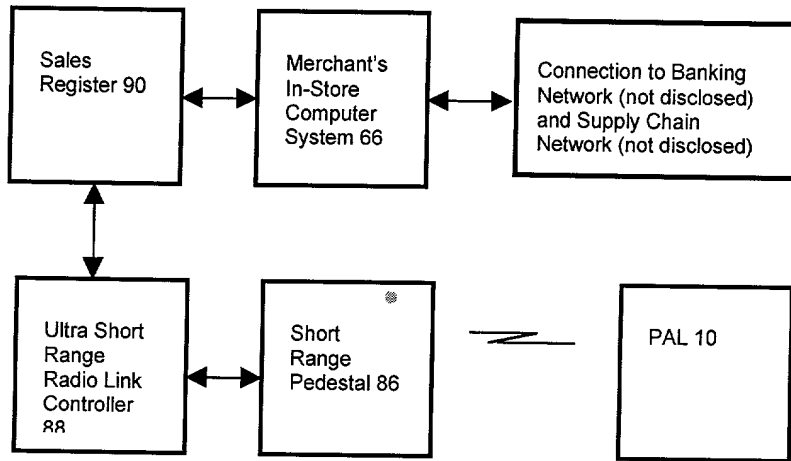 Sales
Register 90
Merchant's
In-Store
Computer
System 66
Connection to Banking
Network (not disclosed)
and Supply Chain
Network (not disclosed)
Ultra Short
Range
Radio Link
Controller
88
Short
Range
Pedestal 86
PAL 10